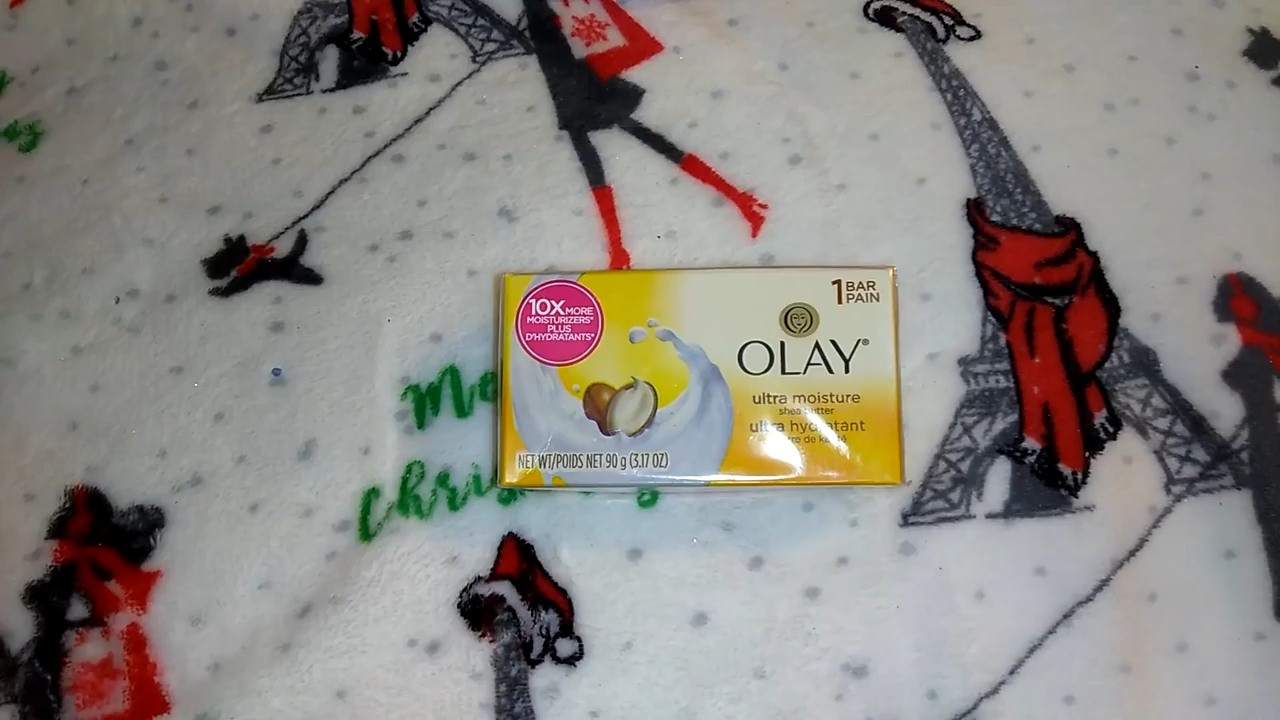 10X MORE
MOISTURIZERS*
PLUS
D'HYDRATANTS*
1 BAR
PAIN
OLAY®
ultra moisture
shea butter
ultra hydratant
de
NET WT/POIDS NET 90 g (3.17 OZ)